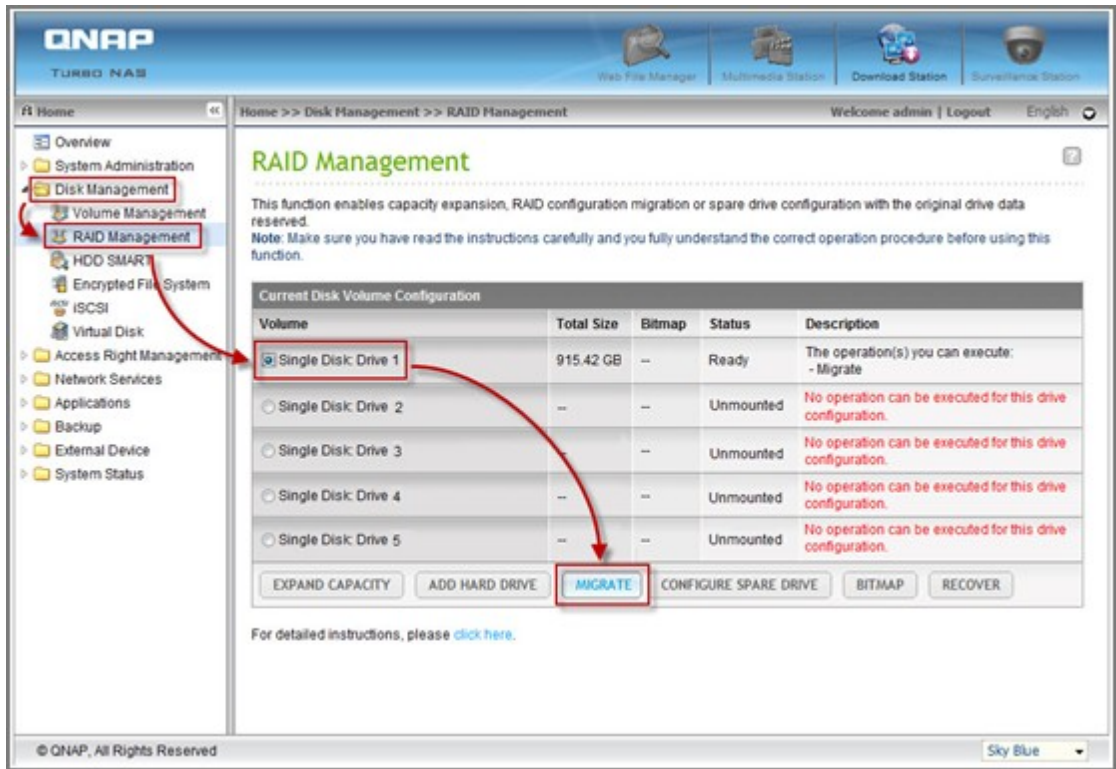 QNAP
TURBO NAS
Web File Manager
Multimedia Station
Download Station
Surveillance Station
Home
Home >> Disk Management >> RAID Management
Welcome admin | Logout
English
Overview
System Administration
Disk Management
Volume Management
RAID Management
HDD SMART
Encrypted File System
iSCSI
Virtual Disk
Access Right Management
Network Services
Applications
Backup
External Device
System Status
RAID Management
This function enables capacity expansion, RAID configuration migration or spare drive configuration with the original drive data
reserved.
Note: Make sure you have read the instructions carefully and you fully understand the correct operation procedure before using this
function.
Current Disk Volume Configuration
Volume Total Size Bitmap Status Description
Single Disk: Drive 1 915.42 GB -- Ready The operation(s) you can execute:
- Migrate
Single Disk: Drive 2 -- -- Unmounted No operation can be executed for this drive
configuration.
Single Disk: Drive 3 -- -- Unmounted No operation can be executed for this drive
configuration.
Single Disk: Drive 4 -- -- Unmounted No operation can be executed for this drive
configuration.
Single Disk: Drive 5 -- -- Unmounted No operation can be executed for this drive
configuration.
EXPAND CAPACITY ADD HARD DRIVE MIGRATE CONFIGURE SPARE DRIVE BITMAP RECOVER
For detailed instructions, please click here.
© QNAP, All Rights Reserved
Sky Blue